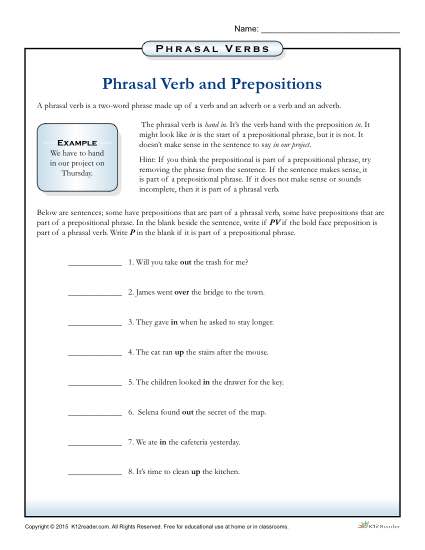 Name:
PHRASAL VERBS
Phrasal Verb and Prepositions
A phrasal verb is a two-word phrase made up of a verb and an adverb or a verb and an adverb.
EXAMPLE
We have to hand
in our project on
Thursday.
The phrasal verb is hand in. It's the verb hand with the preposition in. It
might look like in is the start of a prepositional phrase, but it is not. It
doesn't make sense in the sentence to say in our project.
Hint: If you think the prepositional is part of a prepositional phrase, try
removing the phrase from the sentence. If the sentence makes sense, it
is part of a prepositional phrase. If it does not make sense or sounds
incomplete, then it is part of a phrasal verb.
Below are sentences; some have prepositions that are part of a phrasal verb, some have prepositions that are
part of a prepositional phrase. In the blank beside the sentence, write if PV if the bold face preposition is
part of a phrasal verb. Write P in the blank if it is part of a prepositional phrase.
1. Will you take out the trash for me?
2. James went over the bridge to the town.
3. They gave in when he asked to stay longer.
4. The cat ran up the stairs after the mouse.
5. The children looked in the drawer for the key.
6. Selena found out the secret of the map.
7. We ate in the cafeteria yesterday.
8. It's time to clean up the kitchen.
Copyright © 2015 K12reader.com. All Rights Reserved. Free for educational use at home or in classrooms.
K12Reader